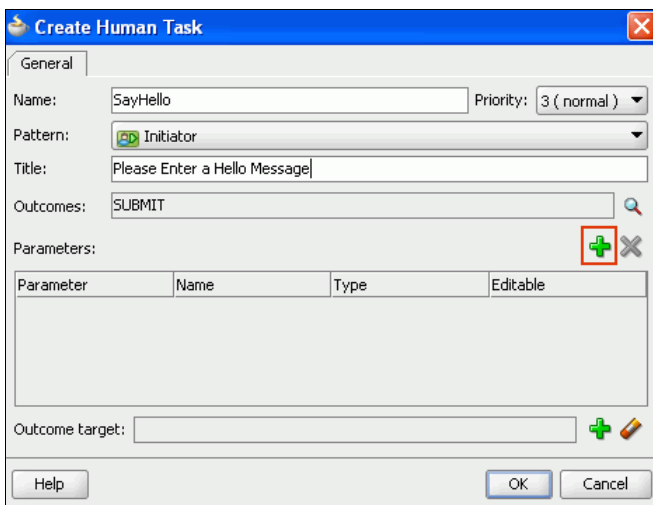 Create Human Task
General
Name: SayHello Priority: 3 ( normal )
Pattern: Initiator
Title: Please Enter a Hello Message
Outcomes: SUBMIT
Parameters:
Parameter Name Type Editable
Outcome target:
Help OK Cancel